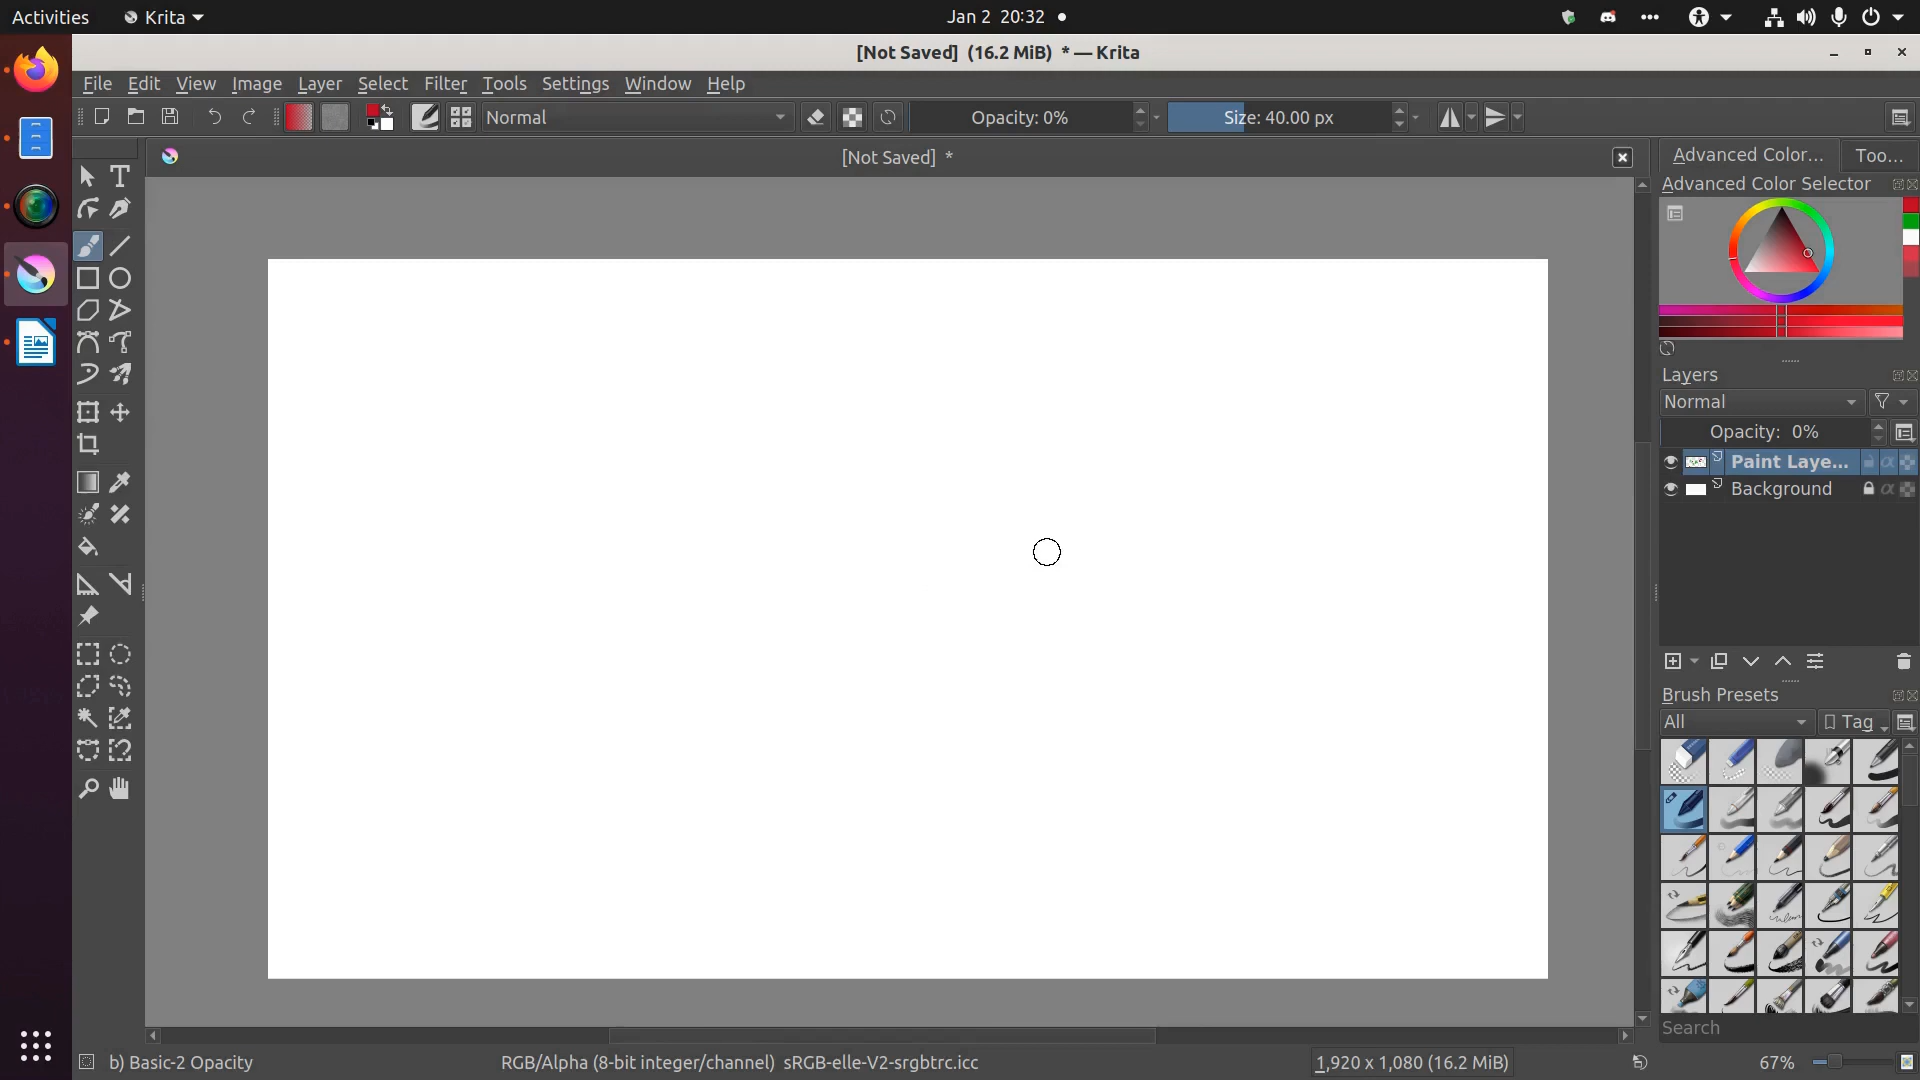 Activities
Krita
Jan 2 20:32
[Not Saved] (16.2 MiB) * — Krita
File Edit View Image Layer Select Filter Tools Settings Window Help
Normal
Opacity: 0%
Size: 40.00 px
[Not Saved] *
Advanced Color...
Too...
Advanced Color Selector
Layers
Normal
Opacity: 0%
Paint Laye...
Background
Brush Presets
All
Tag
Search
b) Basic-2 Opacity
RGB/Alpha (8-bit integer/channel) sRGB-elle-V2-srgbtrc.icc
1,920 x 1,080 (16.2 MiB)
67%